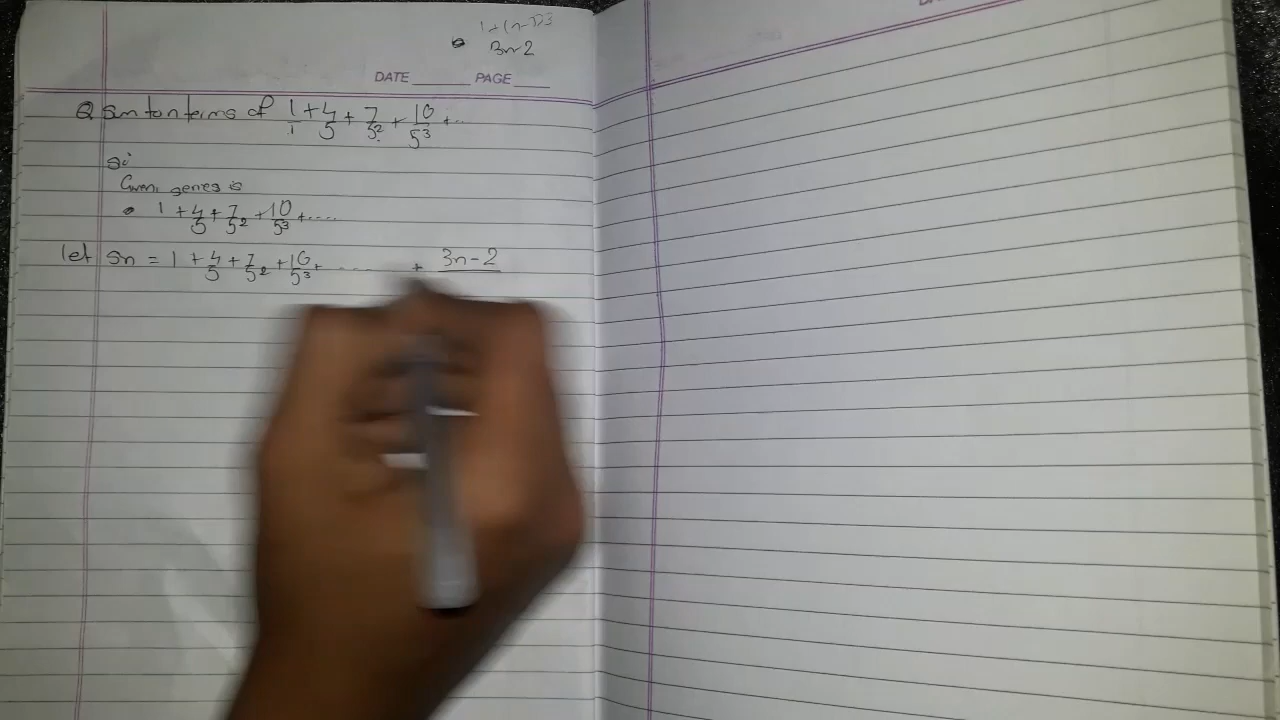 1+(n-1)3
3n-2
DATE PAGE
Q Sum to n terms of 1/1 + 4/5 + 7/5² + 10/5³ + ..
Given, series is
1 + 4/5 + 7/5² + 10/5³ + ....
let Sn = 1 + 4/5 + 7/5² + 10/5³ + ........ + 3n-2